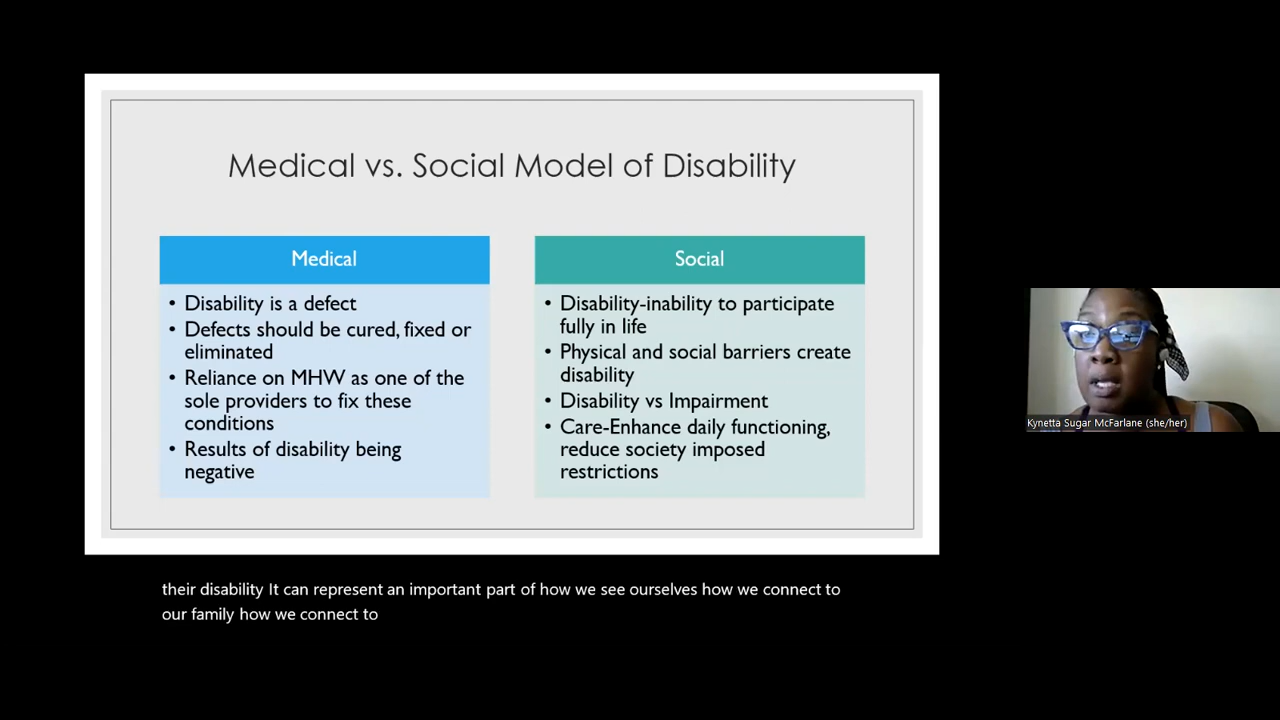 Medical vs. Social Model of Disability
Medical
• Disability is a defect
• Defects should be cured, fixed or
eliminated
• Reliance on MHW as one of the
sole providers to fix these
conditions
• Results of disability being
negative
Social
• Disability-inability to participate
fully in life
• Physical and social barriers create
disability
• Disability vs Impairment
• Care-Enhance daily functioning,
reduce society imposed
restrictions
Kynetta Sugar McFarlane (she/her)
their disability It can represent an important part of how we see ourselves how we connect to
our family how we connect to